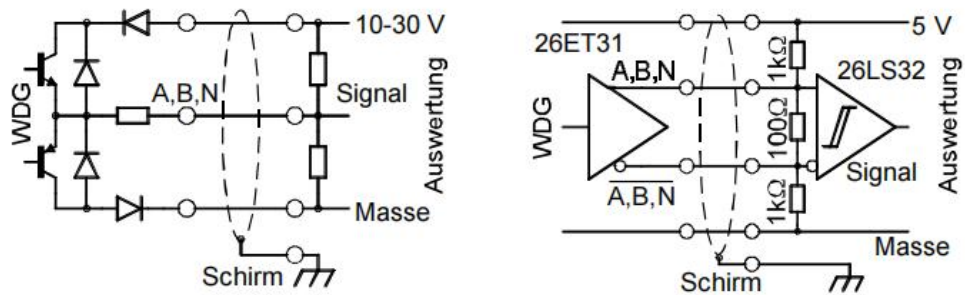 10-30 V
WDG
A,B,N
Signal
Auswertung
Masse
Schirm
5 V
26ET31
1kΩ
26LS32
A,B,N
WDG
100Ω
Auswertung
Signal
A,B,N
1kΩ
Masse
Schirm